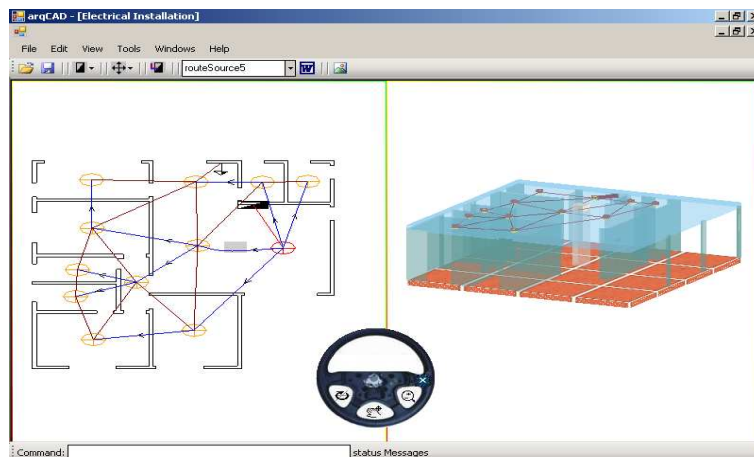 arqCAD - [Electrical Installation]
File Edit View Tools Windows Help
routeSource5 W
Command: status Messages